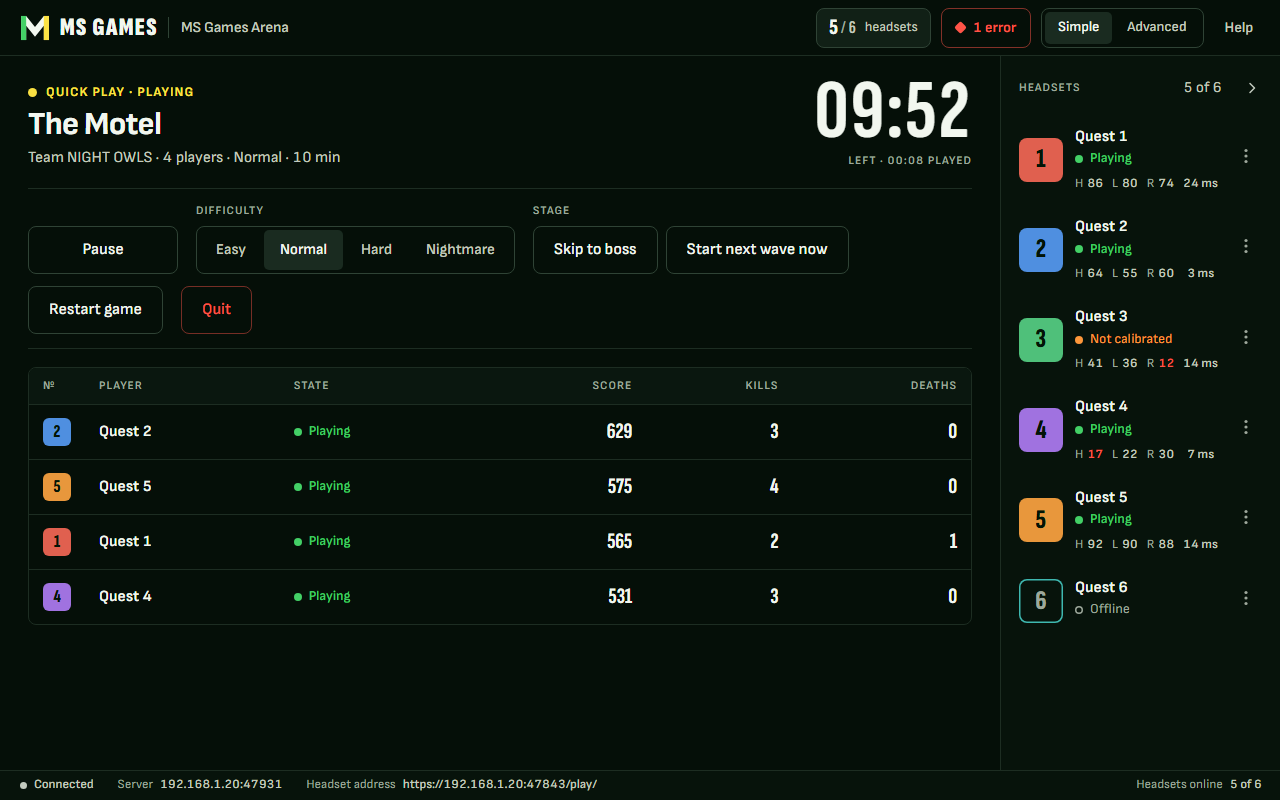 MS GAMES MS Games Arena 5 / 6 headsets 1 error Simple Advanced Help
QUICK PLAY · PLAYING
The Motel
Team NIGHT OWLS · 4 players · Normal · 10 min
09:52
LEFT · 00:08 PLAYED
DIFFICULTY STAGE
Pause Easy Normal Hard Nightmare Skip to boss Start next wave now
Restart game Quit
№ PLAYER STATE SCORE KILLS DEATHS
2 Quest 2 Playing 629 3 0
5 Quest 5 Playing 575 4 0
1 Quest 1 Playing 565 2 1
4 Quest 4 Playing 531 3 0
HEADSETS 5 of 6
1 Quest 1
Playing
H 86 L 80 R 74 24 ms
2 Quest 2
Playing
H 64 L 55 R 60 3 ms
3 Quest 3
Not calibrated
H 41 L 36 R 12 14 ms
4 Quest 4
Playing
H 17 L 22 R 30 7 ms
5 Quest 5
Playing
H 92 L 90 R 88 14 ms
6 Quest 6
Offline
Connected Server 192.168.1.20:47931 Headset address https://192.168.1.20:47843/play/ Headsets online 5 of 6